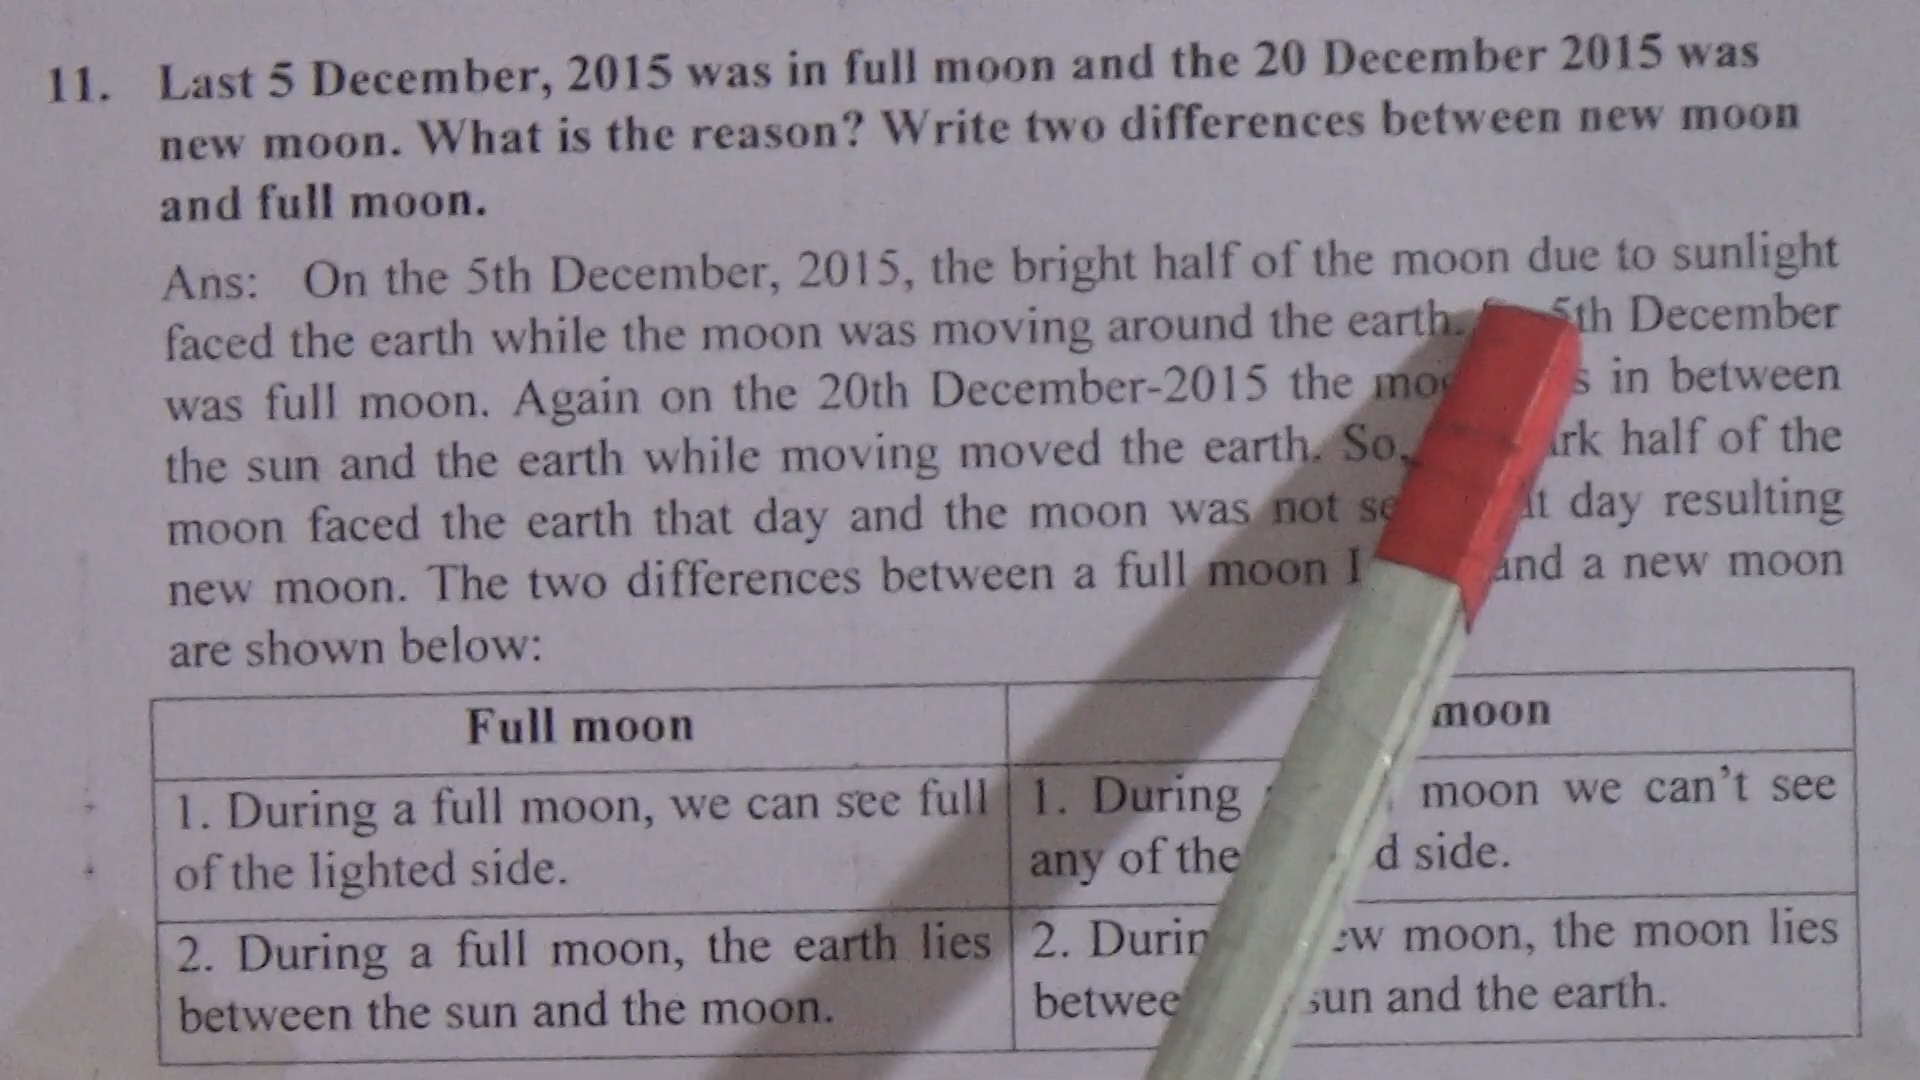 11. Last 5 December, 2015 was in full moon and the 20 December 2015 was
new moon. What is the reason? Write two differences between new moon
and full moon.
Ans: On the 5th December, 2015, the bright half of the moon due to sunlight
faced the earth while the moon was moving around the earth. 5th December
was full moon. Again on the 20th December-2015 the in between
the sun and the earth while moving moved the earth. So, half of the
moon faced the earth that day and the moon was not day resulting
new moon. The two differences between a full moon and a new moon
are shown below:
Full moon
moon
1. During a full moon, we can see full
of the lighted side.
1. During moon we can't see
any of the side.
2. During a full moon, the earth lies
between the sun and the moon.
2. moon, the moon lies
sun and the earth.